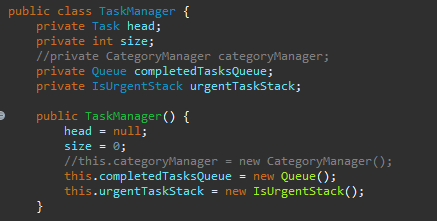 public class TaskManager {
    private Task head;
    private int size;
    //private CategoryManager categoryManager;
    private Queue completedTasksQueue;
    private IsUrgentStack urgentTaskStack;

    public TaskManager() {
        head = null;
        size = 0;
        //this.categoryManager = new CategoryManager();
        this.completedTasksQueue = new Queue();
        this.urgentTaskStack = new IsUrgentStack();
    }